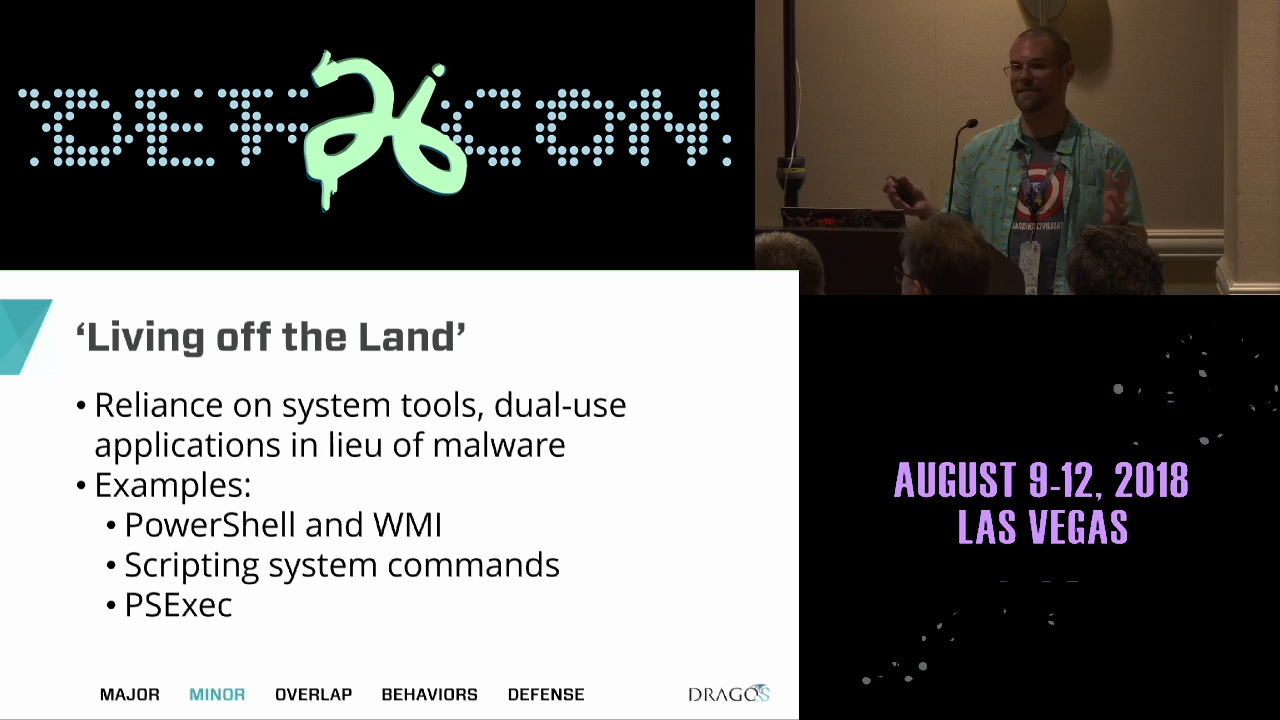 DEF CON
26
‘Living off the Land’
• Reliance on system tools, dual-use
applications in lieu of malware
• Examples:
• PowerShell and WMI
• Scripting system commands
• PSExec
MAJOR MINOR OVERLAP BEHAVIORS DEFENSE
DRAGOS
AUGUST 9-12, 2018
LAS VEGAS